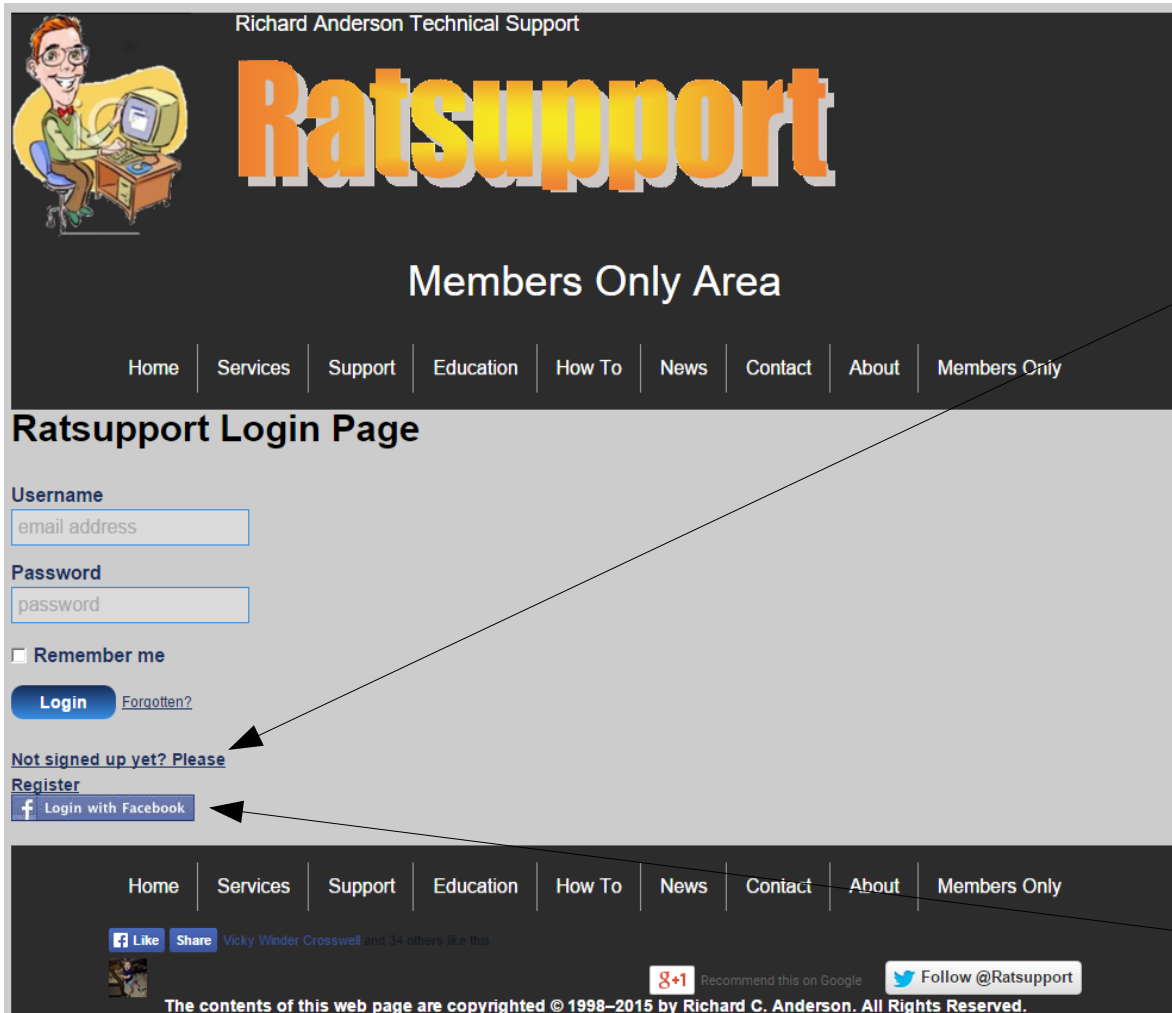 Richard Anderson Technical Support
Ratsupport
Members Only Area
Home Services Support Education How To News Contact About Members Only
Ratsupport Login Page
Username
email address
Password
password
Remember me
Login Forgotten?
Not signed up yet? Please
Register
f Login with Facebook
Home Services Support Education How To News Contact About Members Only
f Like Share Vicky Winder Crosswell and 34 others like this.
g+1 Recommend this on Google Follow @Ratsupport
The contents of this web page are copyrighted © 1998–2015 by Richard C. Anderson. All Rights Reserved.